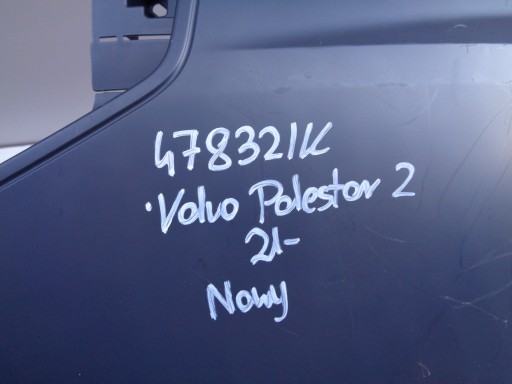 478321K
·Volvo Polestar 2
21-
Nowy